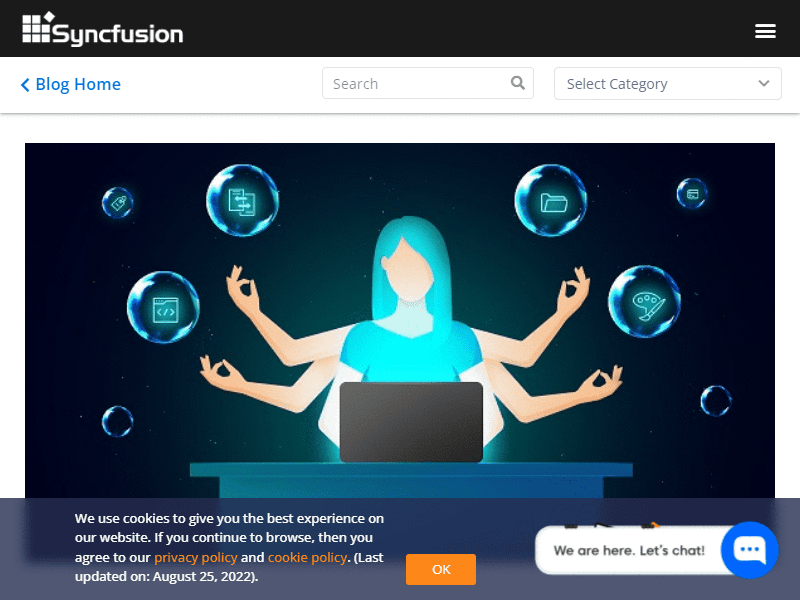 Syncfusion
Blog Home
Search
Select Category
We use cookies to give you the best experience on
our website. If you continue to browse, then you
agree to our privacy policy and cookie policy. (Last
updated on: August 25, 2022).
OK
We are here. Let's chat!